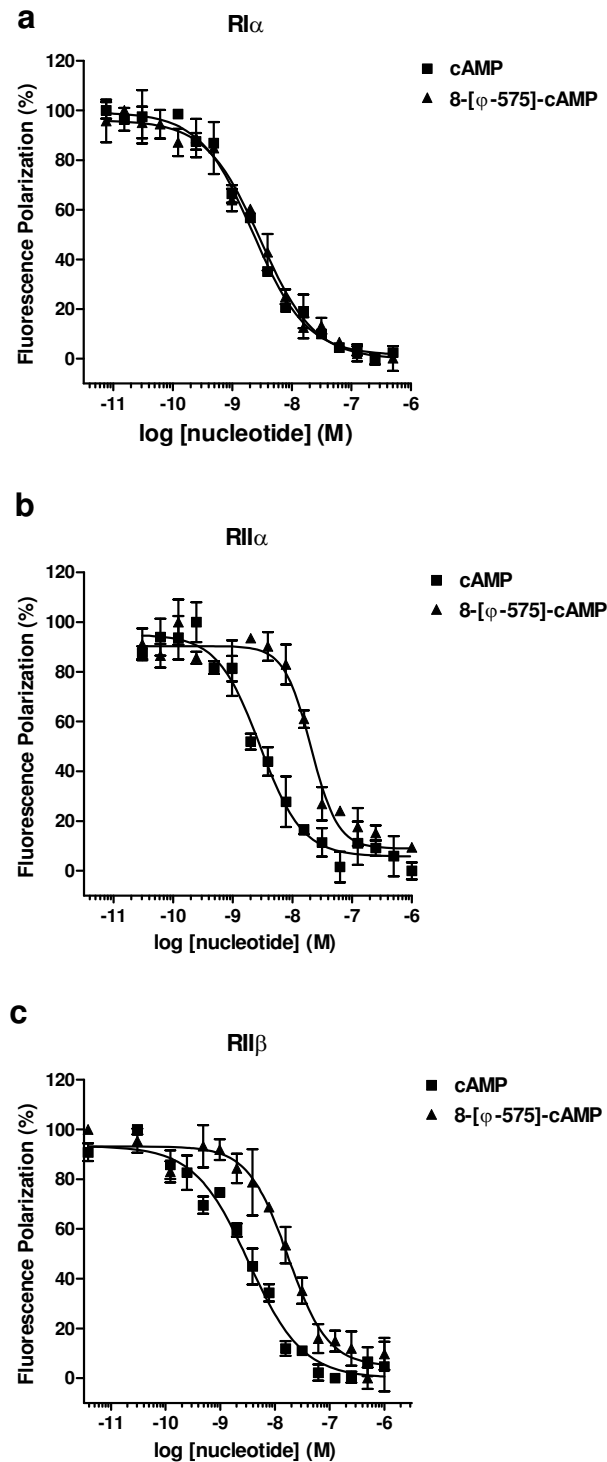 a
RIα
120
100
80
60
40
20
0
Fluorescence Polarization (%)
-11 -10 -9 -8 -7 -6
log [nucleotide] (M)
cAMP
8-[φ-575]-cAMP
b
RIIα
120
100
80
60
40
20
0
Fluorescence Polarization (%)
-11 -10 -9 -8 -7 -6
log [nucleotide] (M)
cAMP
8-[φ-575]-cAMP
c
RIIβ
120
100
80
60
40
20
0
Fluorescence Polarization (%)
-11 -10 -9 -8 -7 -6 -5
log [nucleotide] (M)
cAMP
8-[φ-575]-cAMP